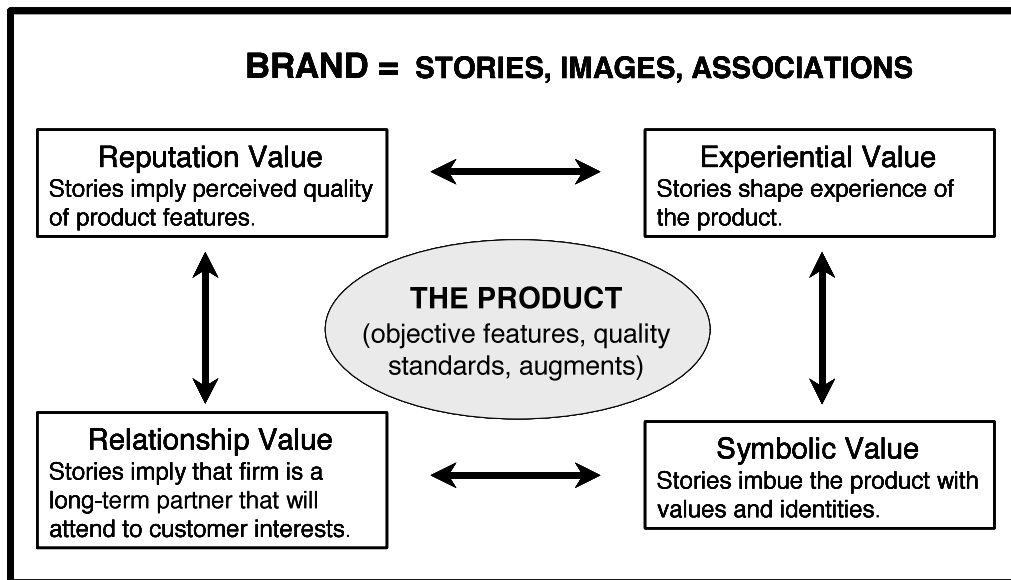 BRAND = STORIES, IMAGES, ASSOCIATIONS
Reputation Value
Stories imply perceived quality
of product features.
Experiential Value
Stories shape experience of
the product.
THE PRODUCT
(objective features, quality
standards, augments)
Relationship Value
Stories imply that firm is a
long-term partner that will
attend to customer interests.
Symbolic Value
Stories imbue the product with
values and identities.